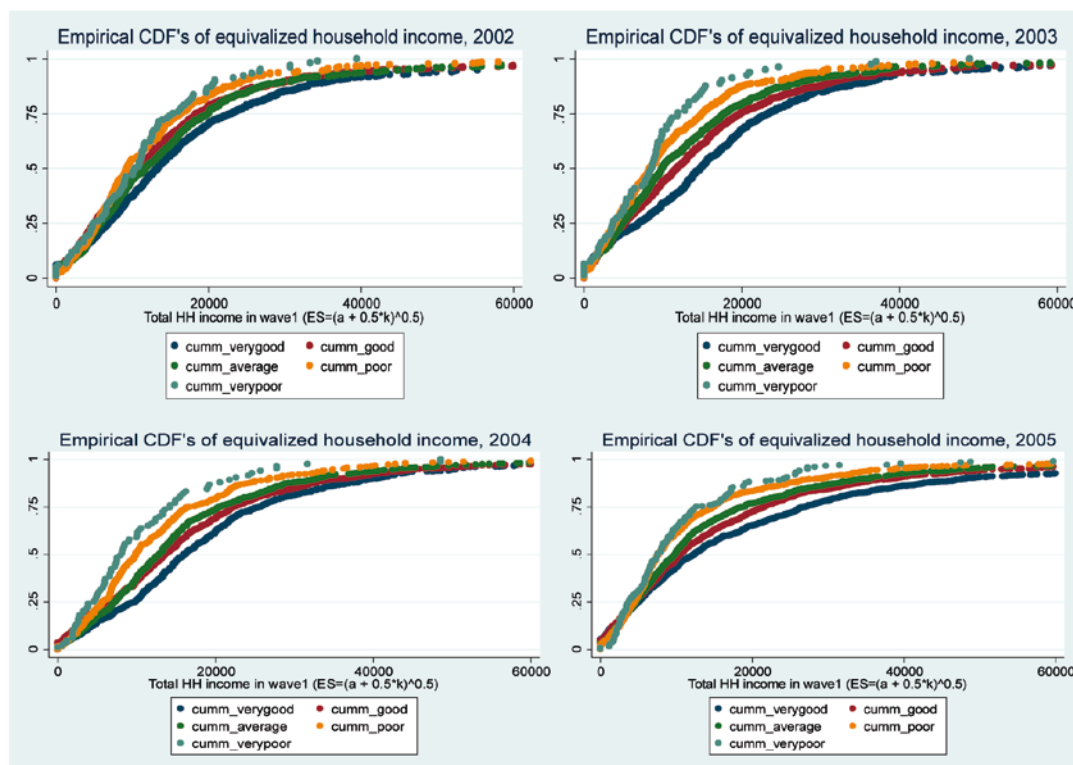 Empirical CDF's of equivalized household income, 2002
1
.75
.5
.25
0
0 20000 40000 60000
Total HH income in wave1 (ES=(a + 0.5*k)^0.5)
cumm_verygood cumm_good
cumm_average cumm_poor
cumm_verypoor
Empirical CDF's of equivalized household income, 2003
1
.75
.5
.25
0
0 20000 40000 60000
Total HH income in wave1 (ES=(a + 0.5*k)^0.5)
cumm_verygood cumm_good
cumm_average cumm_poor
cumm_verypoor
Empirical CDF's of equivalized household income, 2004
1
.75
.5
.25
0
0 20000 40000 60000
Total HH income in wave1 (ES=(a + 0.5*k)^0.5)
cumm_verygood cumm_good
cumm_average cumm_poor
cumm_verypoor
Empirical CDF's of equivalized household income, 2005
1
.75
.5
.25
0
0 20000 40000 60000
Total HH income in wave1 (ES=(a + 0.5*k)^0.5)
cumm_verygood cumm_good
cumm_average cumm_poor
cumm_verypoor